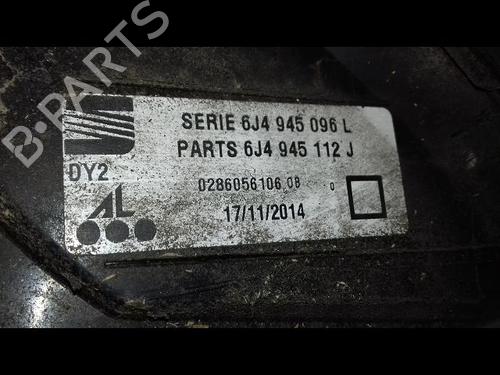 B-Parts
SERIE 6J4 945 096 L
PARTS 6J4 945 112 J
DY2
0286056106 08 0
AL
17/11/2014